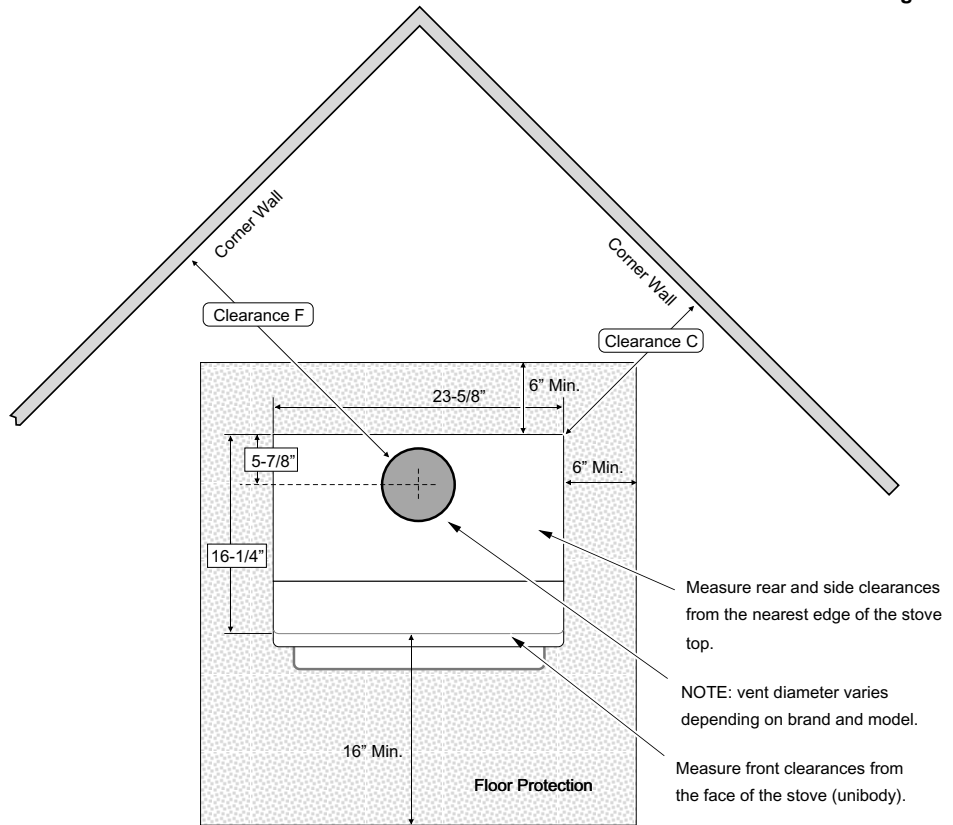 Corner Wall
Corner Wall
Clearance F
Clearance C
6” Min.
23-5/8”
5-7/8”
6” Min.
16-1/4”
Measure rear and side clearances
from the nearest edge of the stove
top.
NOTE: vent diameter varies
depending on brand and model.
16” Min.
Measure front clearances from
the face of the stove (unibody).
Floor Protection